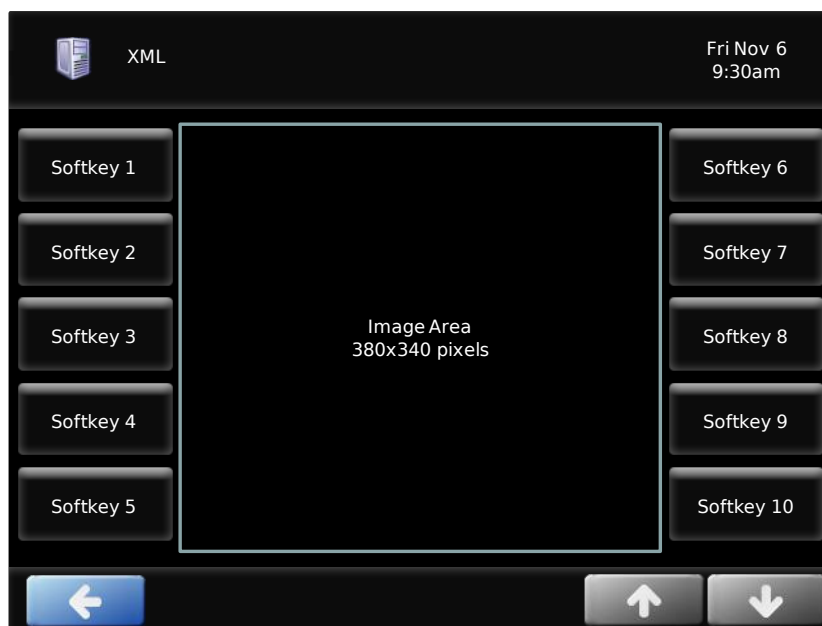 XML
Fri Nov 6
9:30am
Softkey 1
Softkey 2
Softkey 3
Softkey 4
Softkey 5
Image Area
380x340 pixels
Softkey 6
Softkey 7
Softkey 8
Softkey 9
Softkey 10